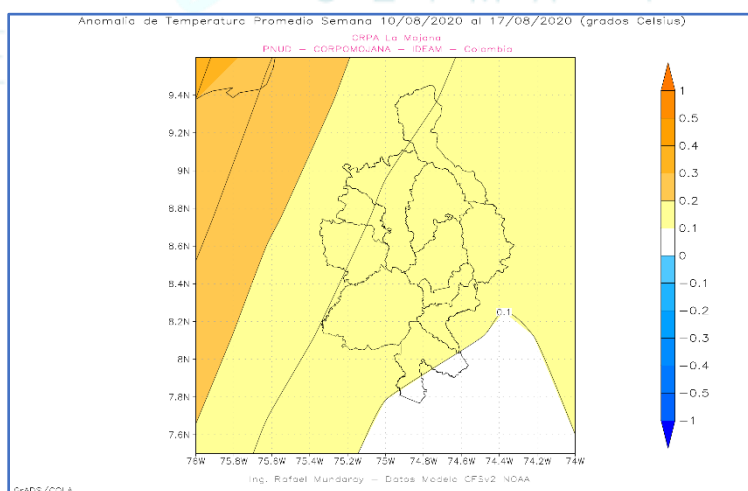 Anomalía de Temperatura Promedio Semana 10/08/2020 al 17/08/2020 (grados Celsius)
CRPA La Mojana
PNUD – CORPOMOJANA – IDEAM – Colombia
9.4N
9.2N
9N
8.8N
8.6N
8.4N
8.2N
8N
7.8N
7.6N
0.1
76W 75.8W 75.6W 75.4W 75.2W 75W 74.8W 74.6W 74.4W 74.2W 74W
1
0.5
0.4
0.3
0.2
0.1
0
−0.1
−0.2
−0.3
−0.4
−0.5
−1
Ing. Rafael Mundaray – Datos Modelo CFSv2 NOAA
GrADS/COLA